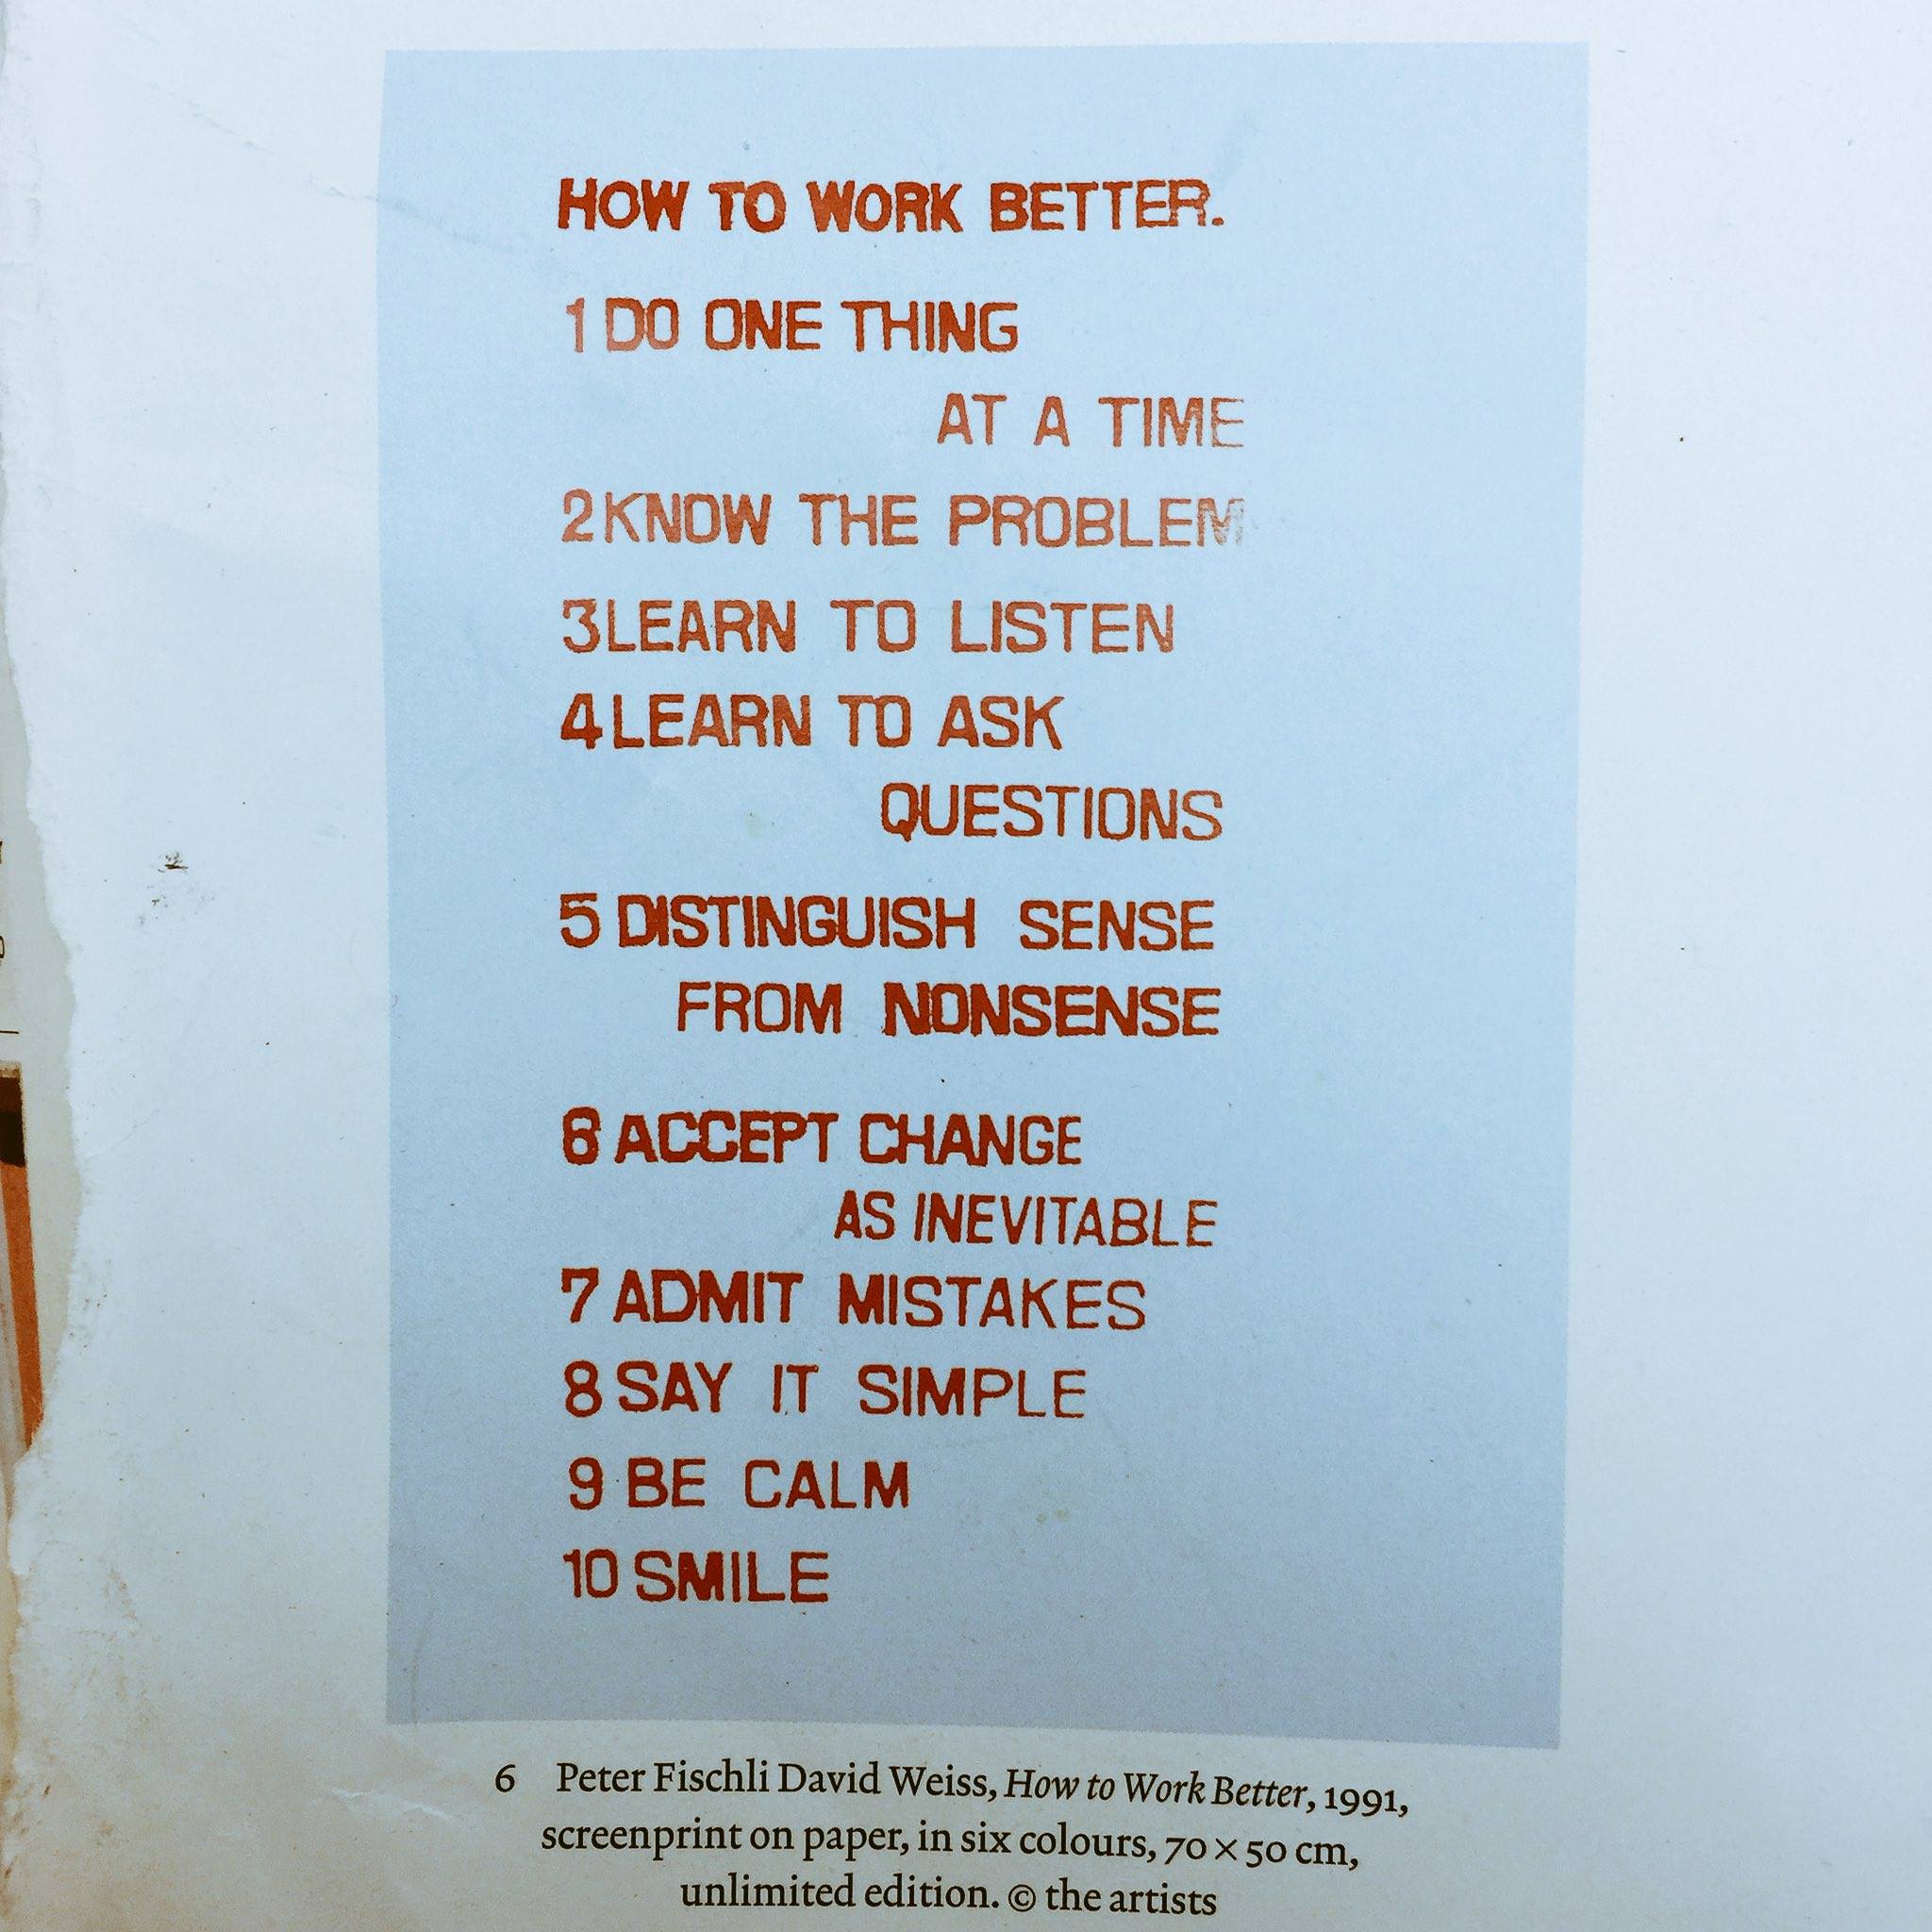 HOW TO WORK BETTER.
1 DO ONE THING
AT A TIME
2 KNOW THE PROBLEM
3 LEARN TO LISTEN
4 LEARN TO ASK
QUESTIONS
5 DISTINGUISH SENSE
FROM NONSENSE
6 ACCEPT CHANGE
AS INEVITABLE
7 ADMIT MISTAKES
8 SAY IT SIMPLE
9 BE CALM
10 SMILE
6 Peter Fischli David Weiss, How to Work Better, 1991,
screenprint on paper, in six colours, 70 × 50 cm,
unlimited edition. © the artists